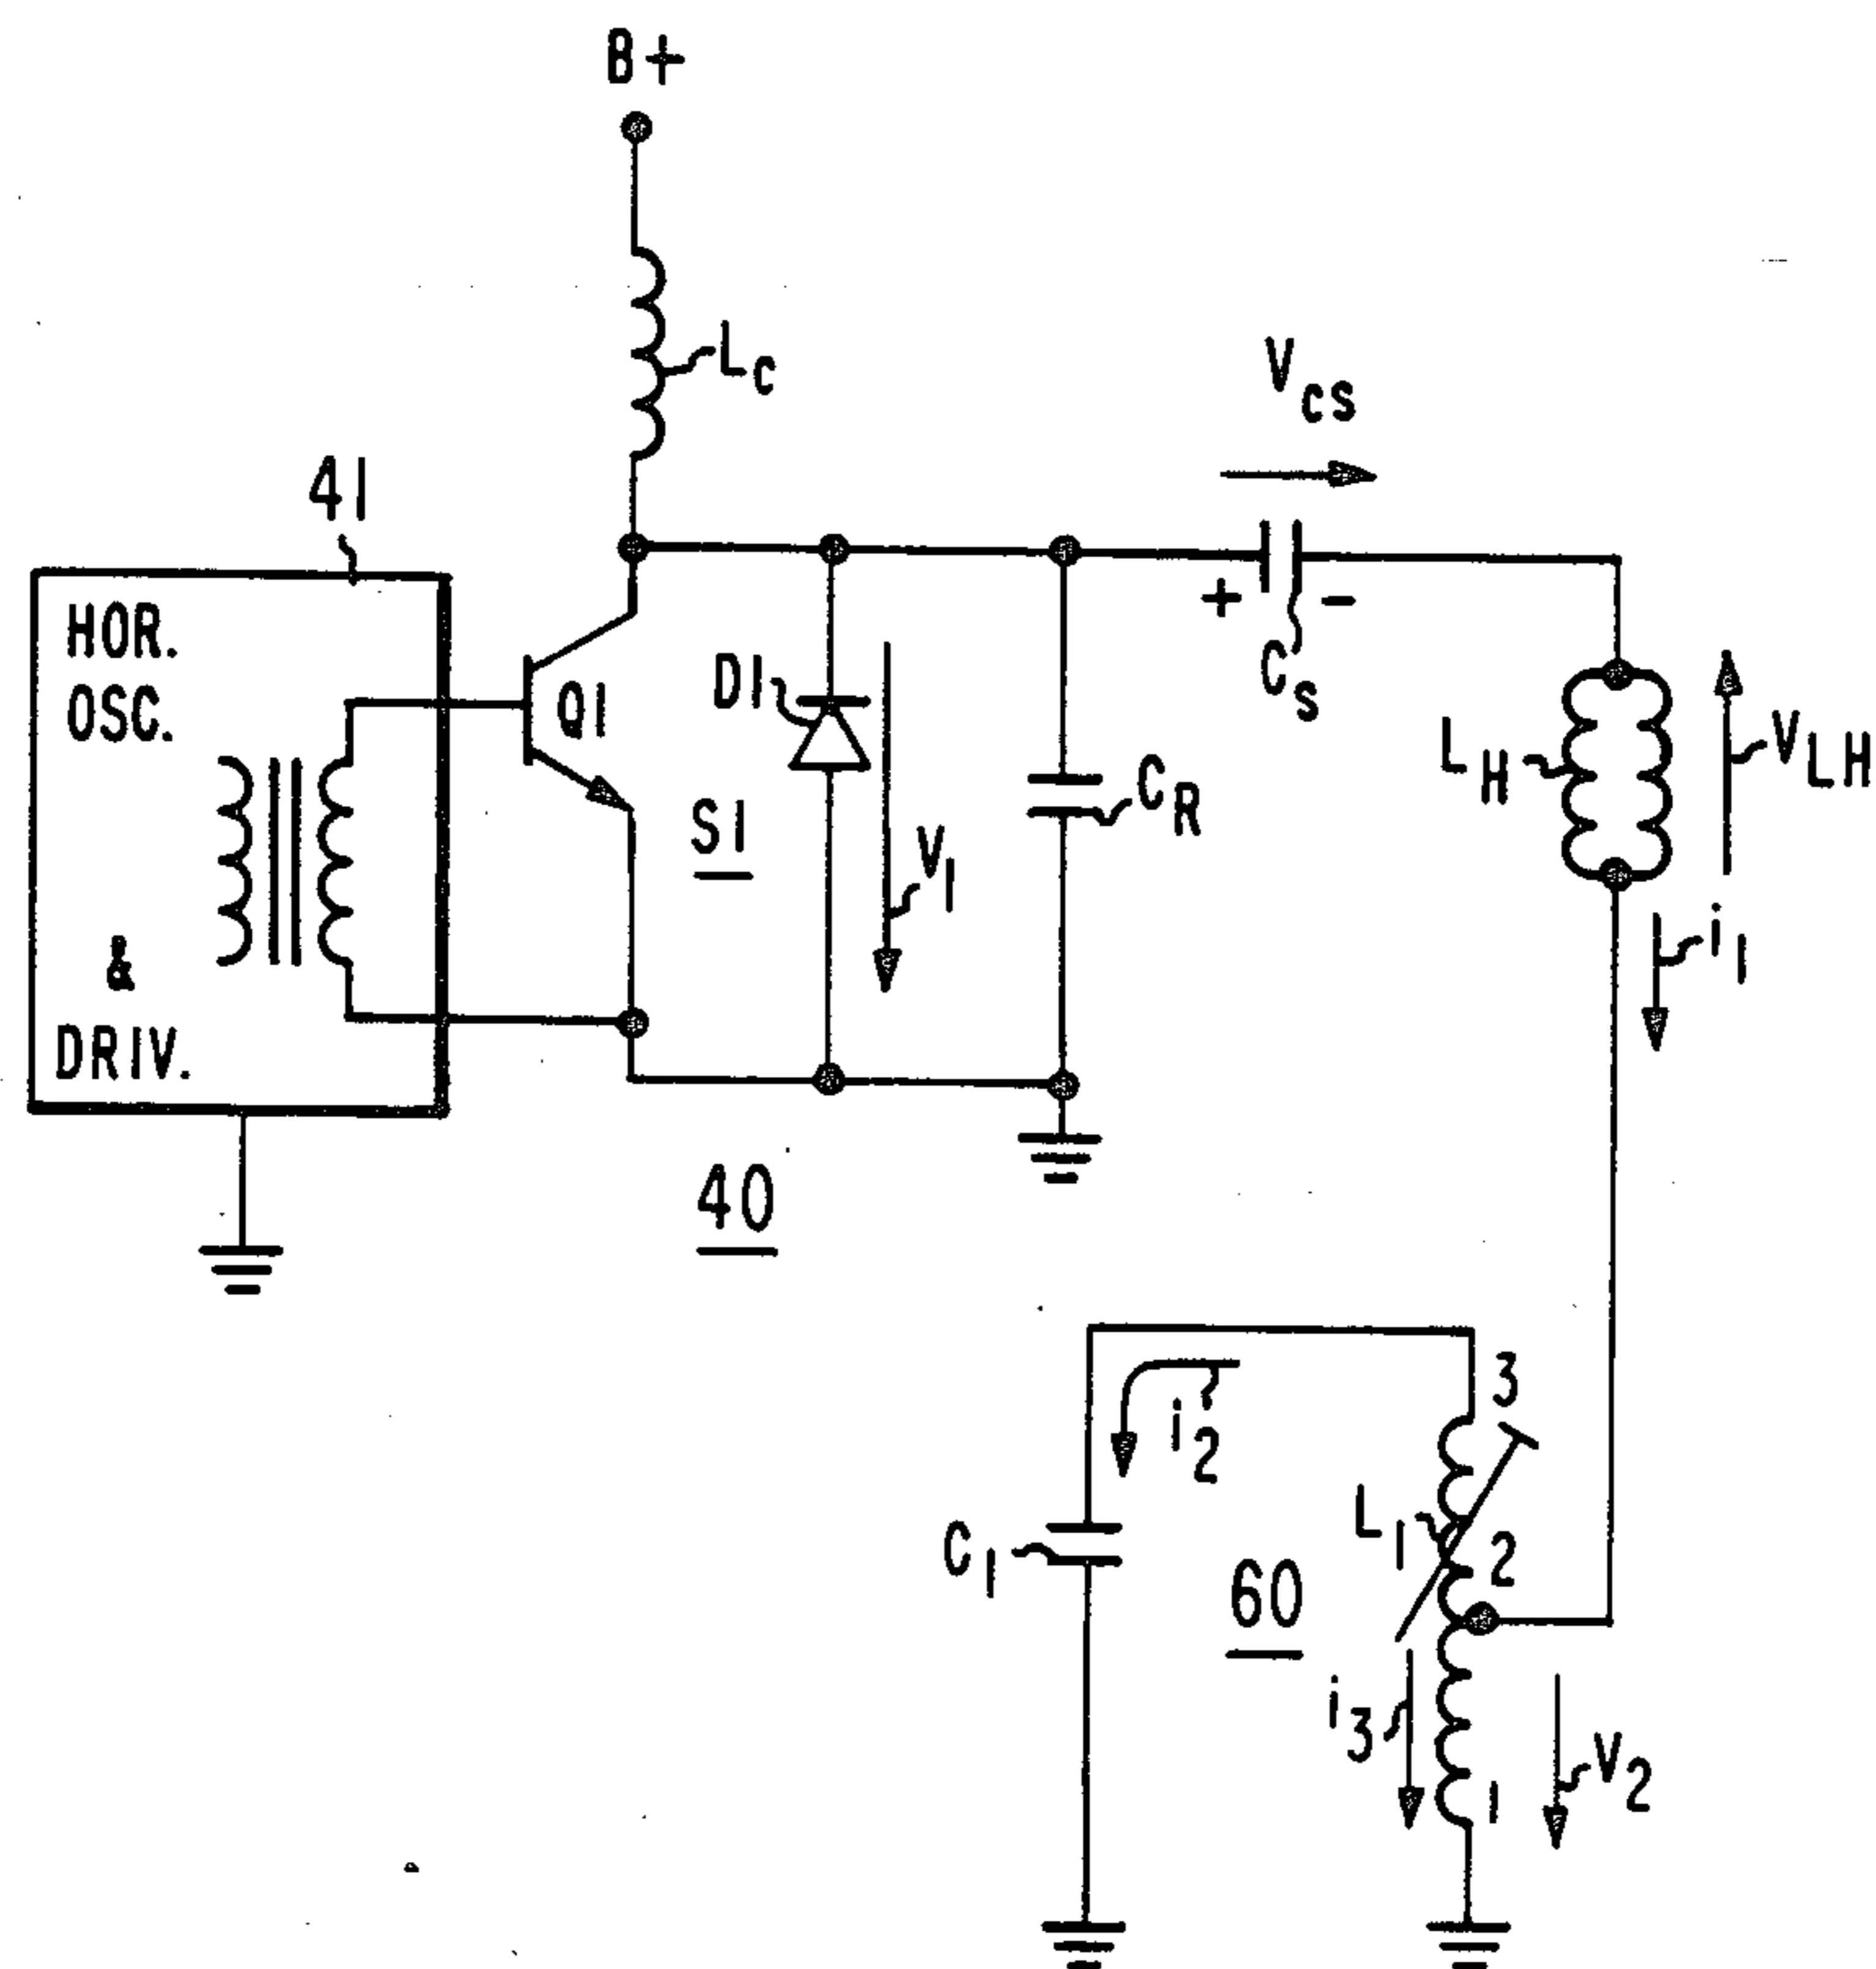 B+
LC
VCS
41
+
-
CS
HOR.
OSC.
&
DRIV.
Q1
D1
S1
V1
CR
LH
VLH
i1
40
i2
3
L1
2
C1
60
i3
1
V2